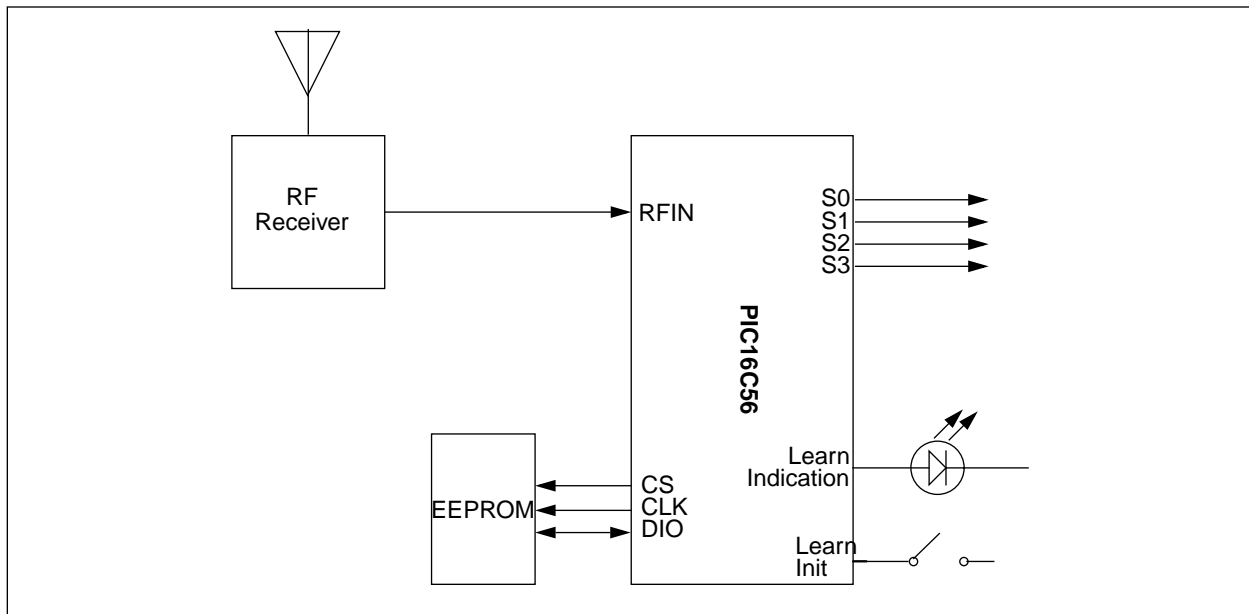 RF
Receiver
RFIN
S0
S1
S2
S3
PIC16C56
EEPROM
CS
CLK
DIO
Learn
Indication
Learn
Init